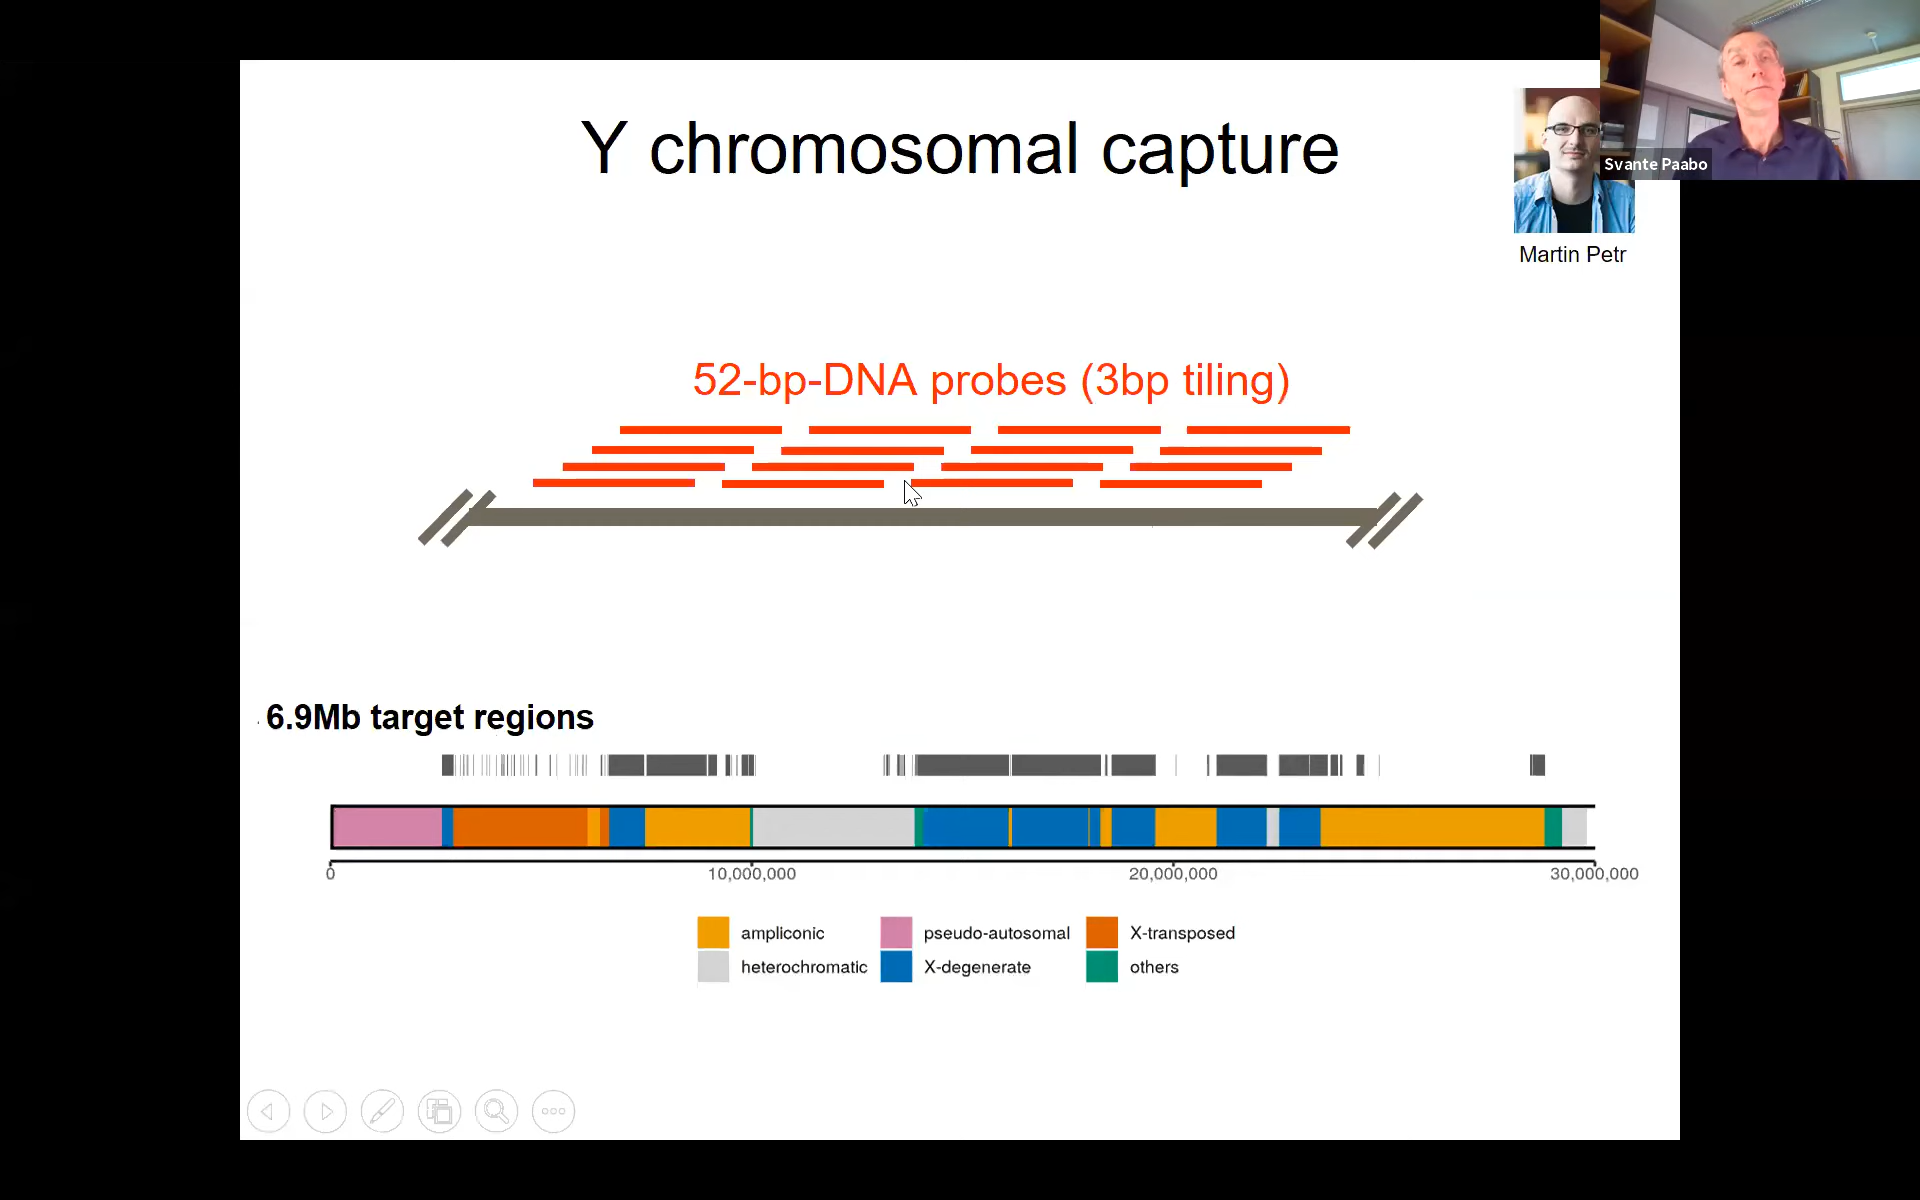 Y chromosomal capture
Svante Paabo
Martin Petr
52-bp-DNA probes (3bp tiling)
6.9Mb target regions
0 10,000,000 20,000,000 30,000,000
ampliconic pseudo-autosomal X-transposed
heterochromatic X-degenerate others